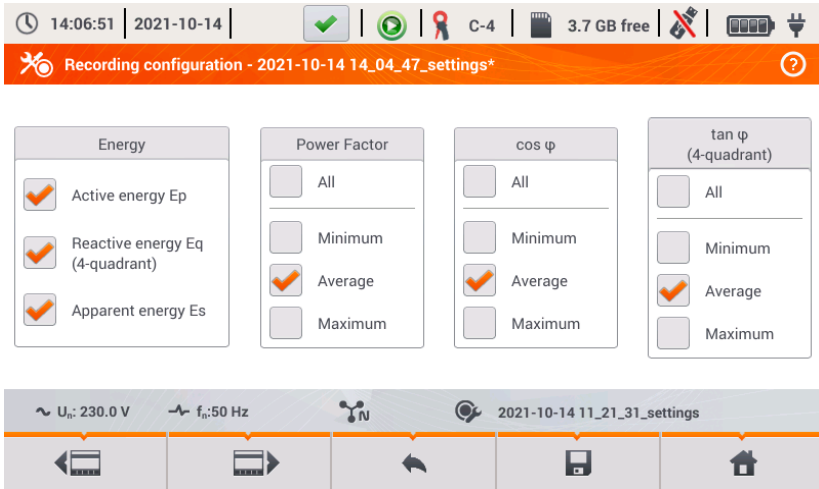 14:06:51 2021-10-14 C-4 3.7 GB free
Recording configuration - 2021-10-14 14_04_47_settings* ?
Energy
Active energy Ep
Reactive energy Eq
(4-quadrant)
Apparent energy Es
Power Factor
All
Minimum
Average
Maximum
cos φ
All
Minimum
Average
Maximum
tan φ
(4-quadrant)
All
Minimum
Average
Maximum
Un: 230.0 V fn:50 Hz N 2021-10-14 11_21_31_settings